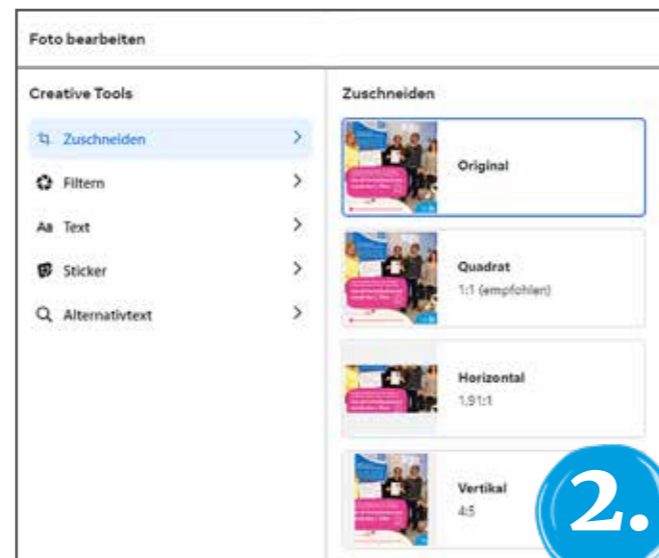 Foto bearbeiten
Creative Tools
Zuschneiden
Filtern
Aa Text
Sticker
Alternativtext
Zuschneiden
Original
Quadrat
1:1 (empfohlen)
Horizontal
1,91:1
Vertikal
4:5
2.